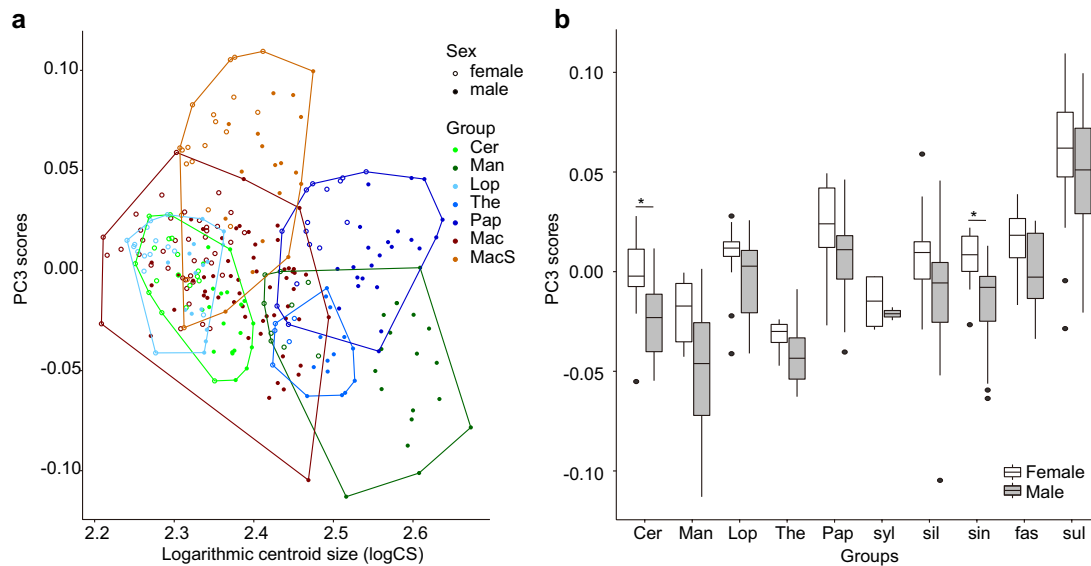 a
PC3 scores
0.10
0.05
0.00
-0.05
-0.10
2.2 2.3 2.4 2.5 2.6
Logarithmic centroid size (logCS)
Sex
female
male
Group
Cer
Man
Lop
The
Pap
Mac
MacS
b
PC3 scores
0.10
0.05
0.00
-0.05
-0.10
*
*
Female
Male
Cer Man Lop The Pap syl sil sin fas sul
Groups